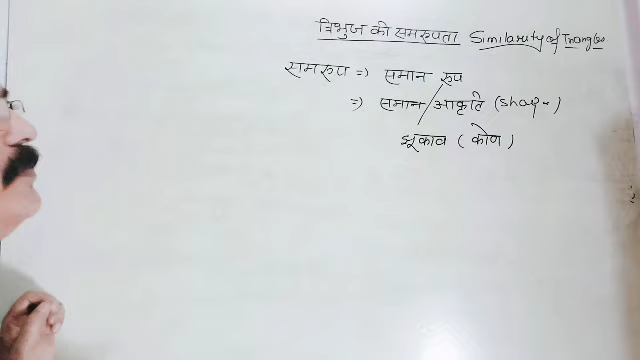 त्रिभुज की समरूपता Similarity of Triangles
समरूप => समान रूप
=> समान आकृति (Shape)
झूकाव (कोण)